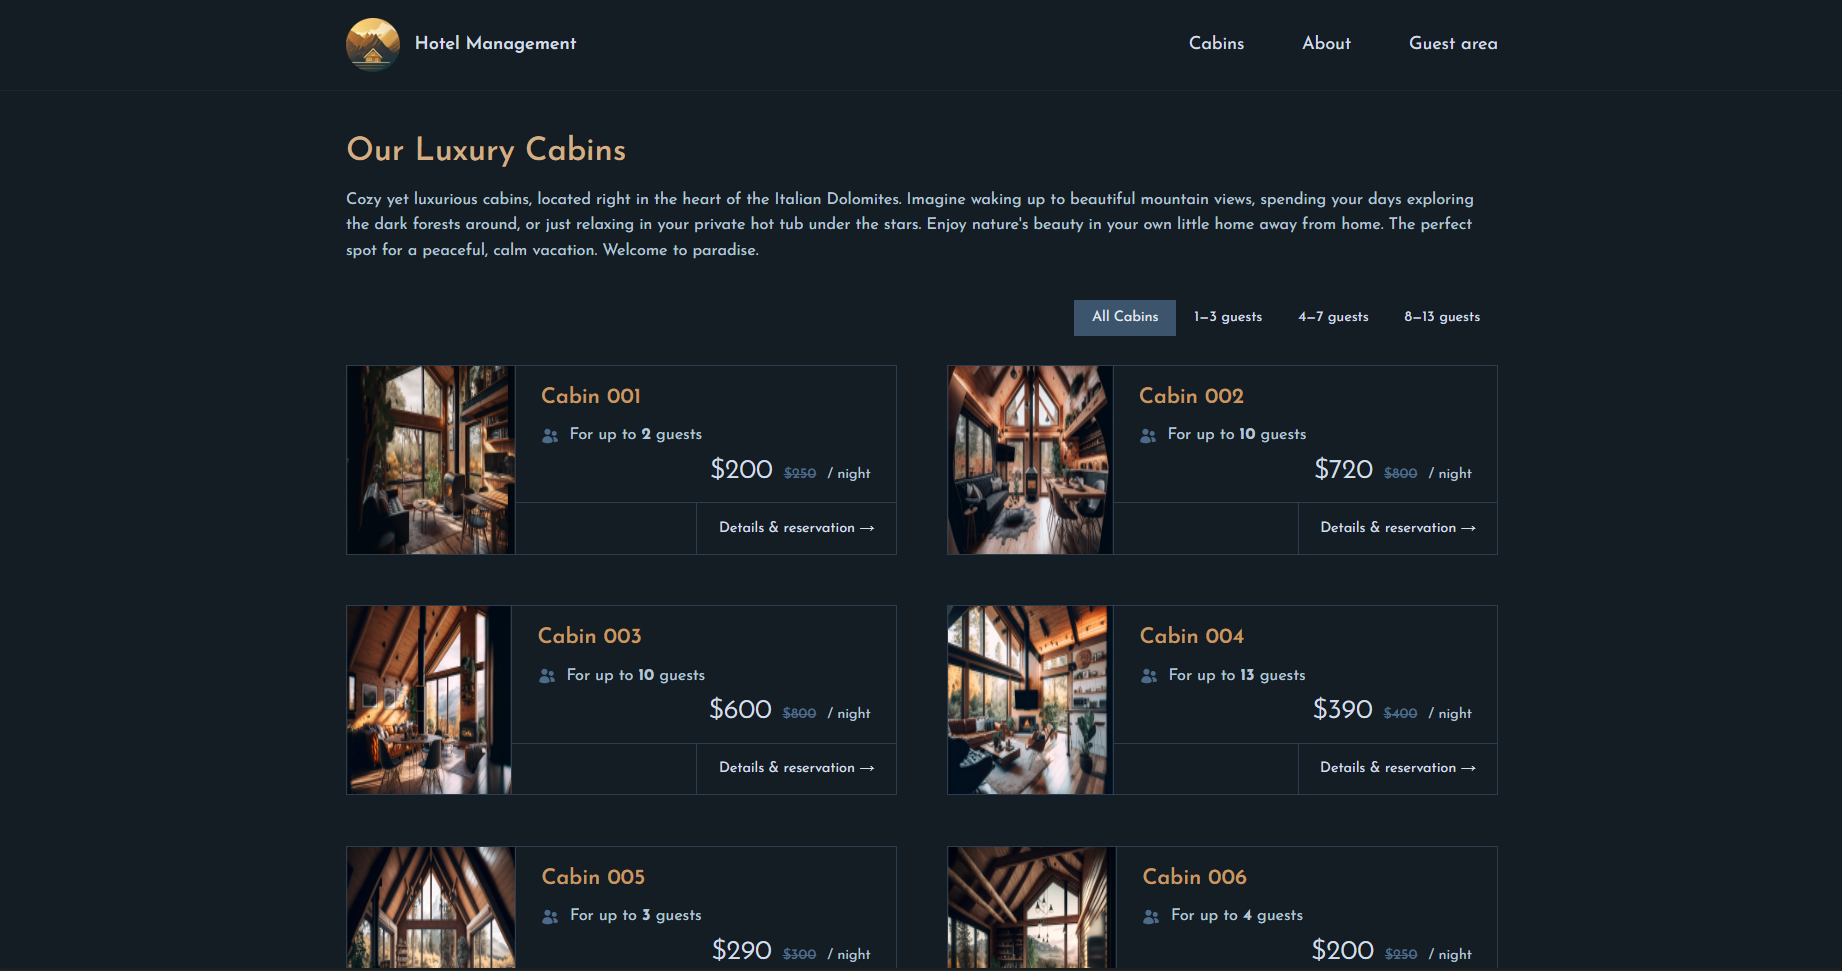 Hotel Management
Cabins
About
Guest area
Our Luxury Cabins
Cozy yet luxurious cabins, located right in the heart of the Italian Dolomites. Imagine waking up to beautiful mountain views, spending your days exploring
the dark forests around, or just relaxing in your private hot tub under the stars. Enjoy nature's beauty in your own little home away from home. The perfect
spot for a peaceful, calm vacation. Welcome to paradise.
All Cabins
1–3 guests
4–7 guests
8–13 guests
Cabin 001
For up to 2 guests
$200 $250 / night
Details & reservation →
Cabin 002
For up to 10 guests
$720 $800 / night
Details & reservation →
Cabin 003
For up to 10 guests
$600 $800 / night
Details & reservation →
Cabin 004
For up to 13 guests
$390 $400 / night
Details & reservation →
Cabin 005
For up to 3 guests
$290 $300 / night
Cabin 006
For up to 4 guests
$200 $250 / night